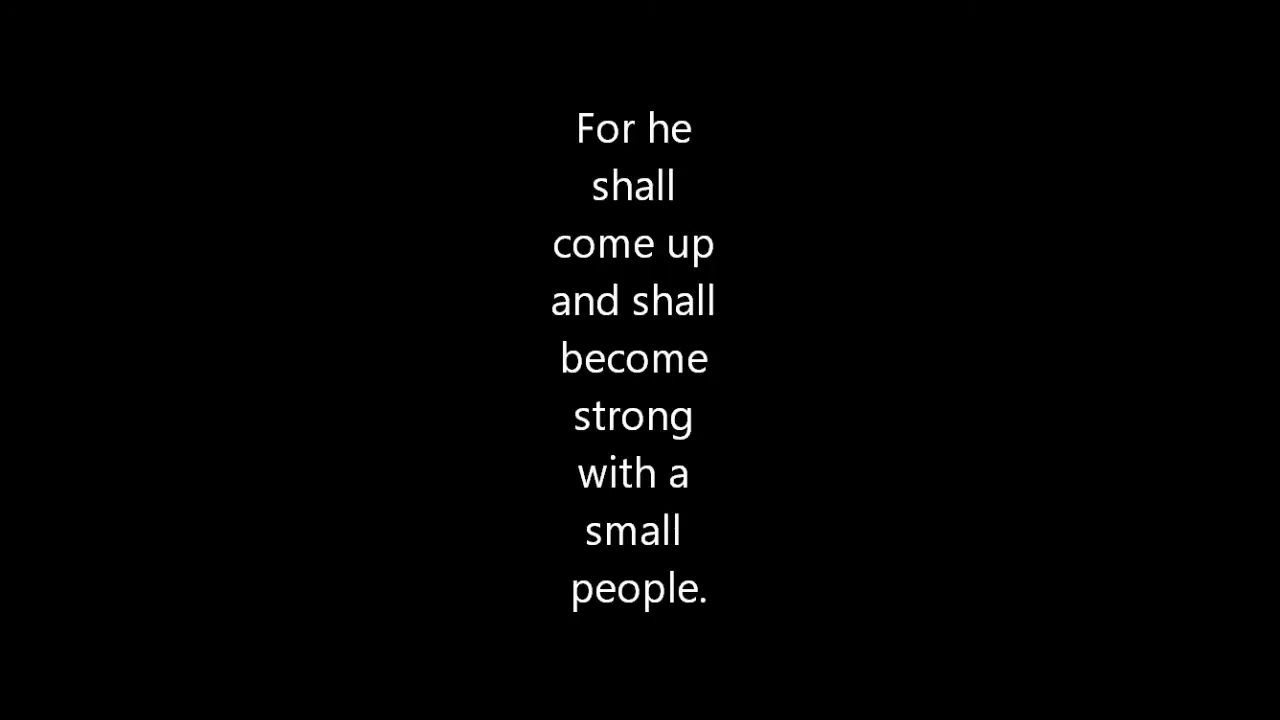 For he
shall
come up
and shall
become
strong
with a
small
people.